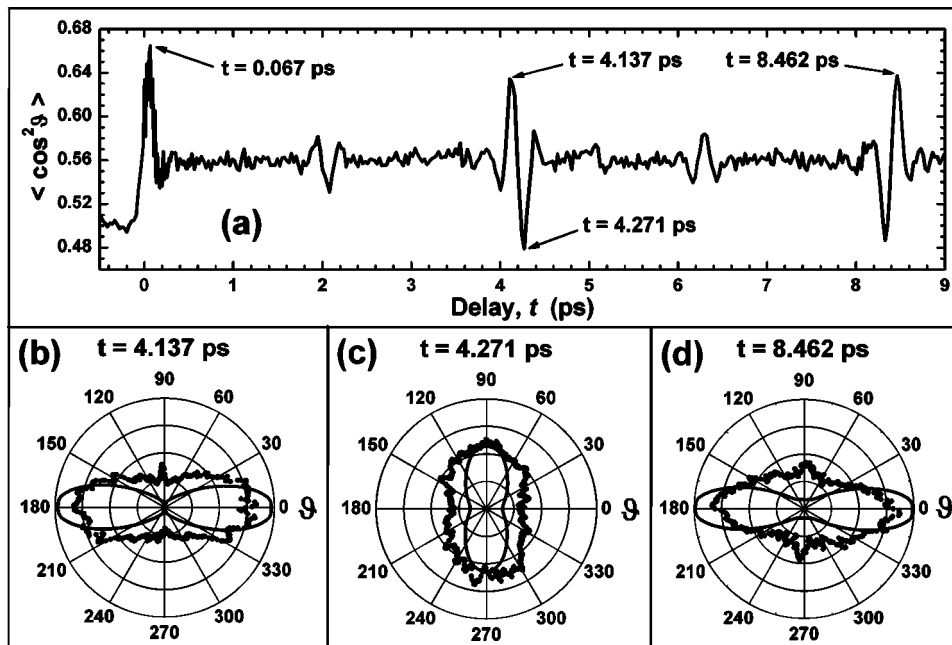 0.68
0.64
0.60
0.56
0.52
0.48
< cos²ϑ >
t = 0.067 ps
t = 4.137 ps
t = 8.462 ps
t = 4.271 ps
(a)
0 1 2 3 4 5 6 7 8 9
Delay, t (ps)
(b) t = 4.137 ps
90
120 60
150 30
180 0 ϑ
210 330
240 300
270
(c) t = 4.271 ps
90
120 60
150 30
180 0 ϑ
210 330
240 300
270
(d) t = 8.462 ps
90
120 60
150 30
180 0 ϑ
210 330
240 300
270